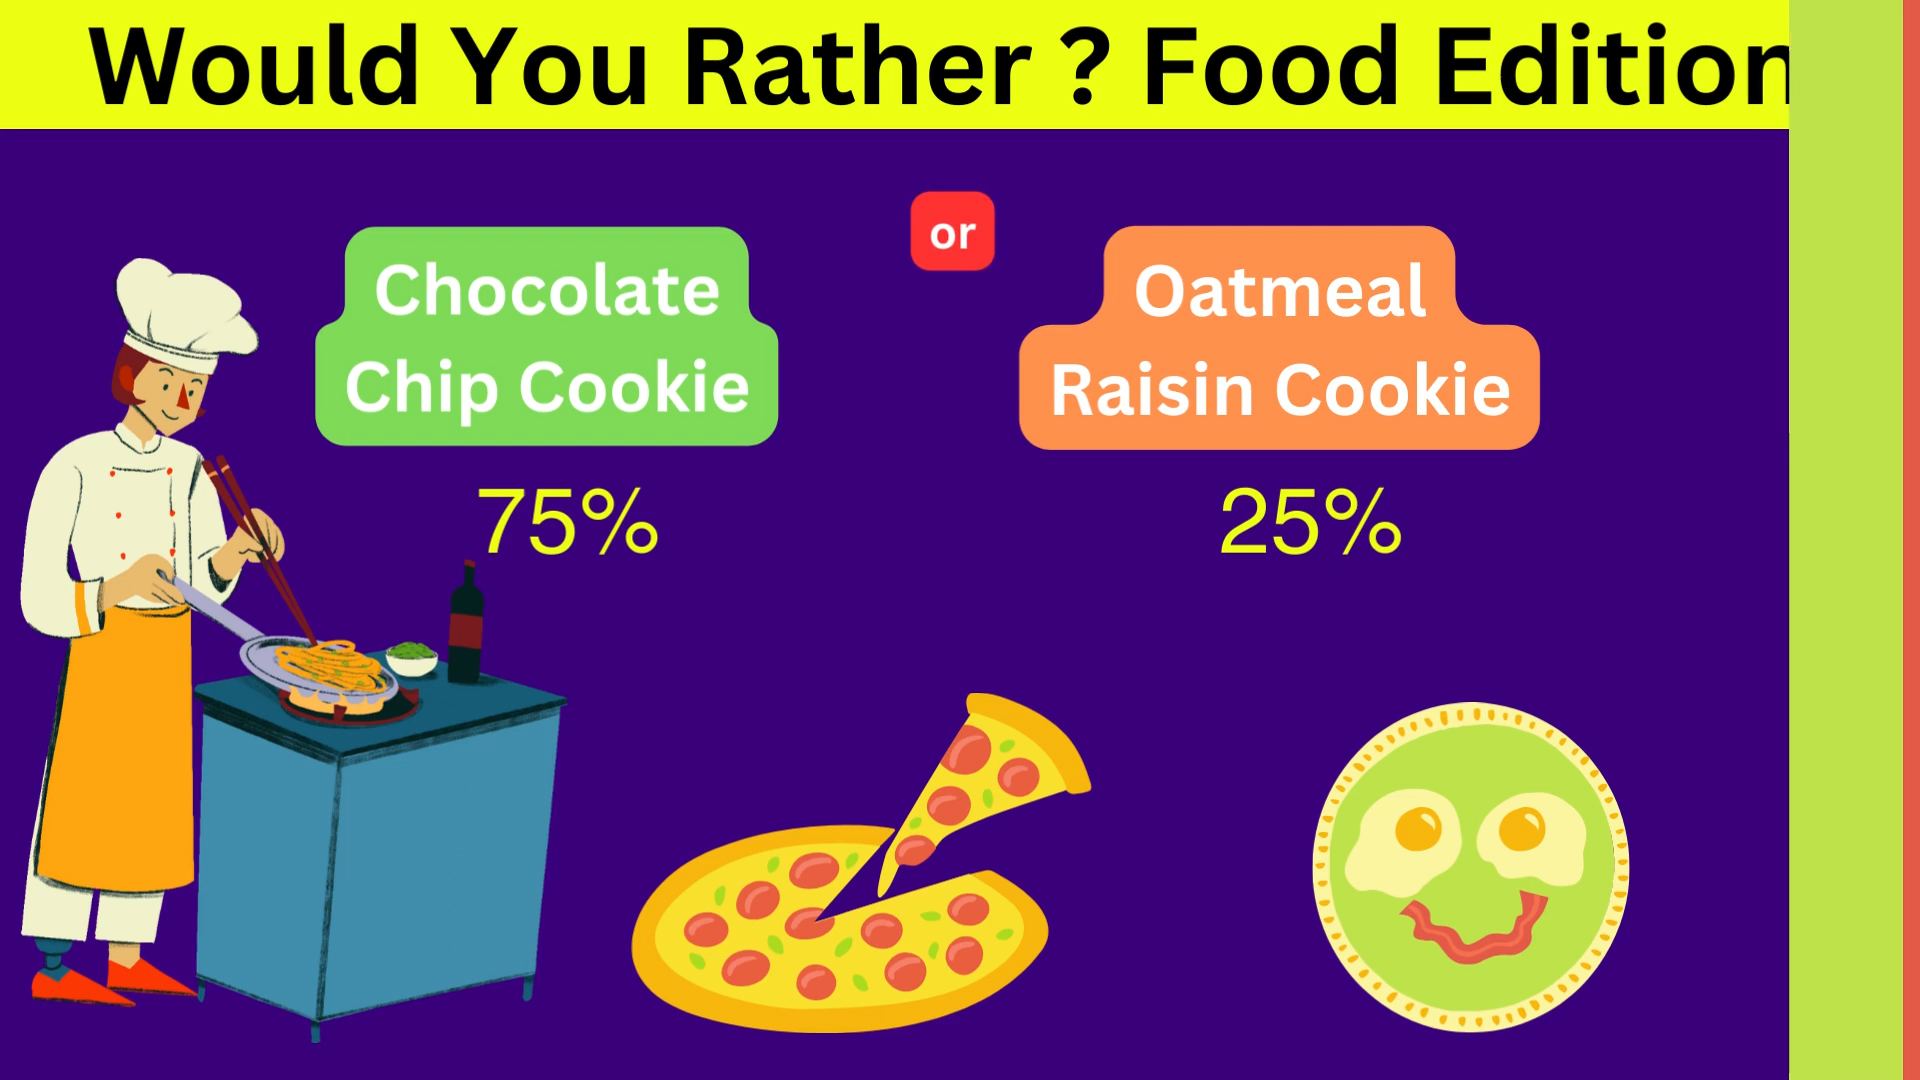 Would You Rather ? Food Edition
or
Chocolate
Chip Cookie
Oatmeal
Raisin Cookie
75%
25%